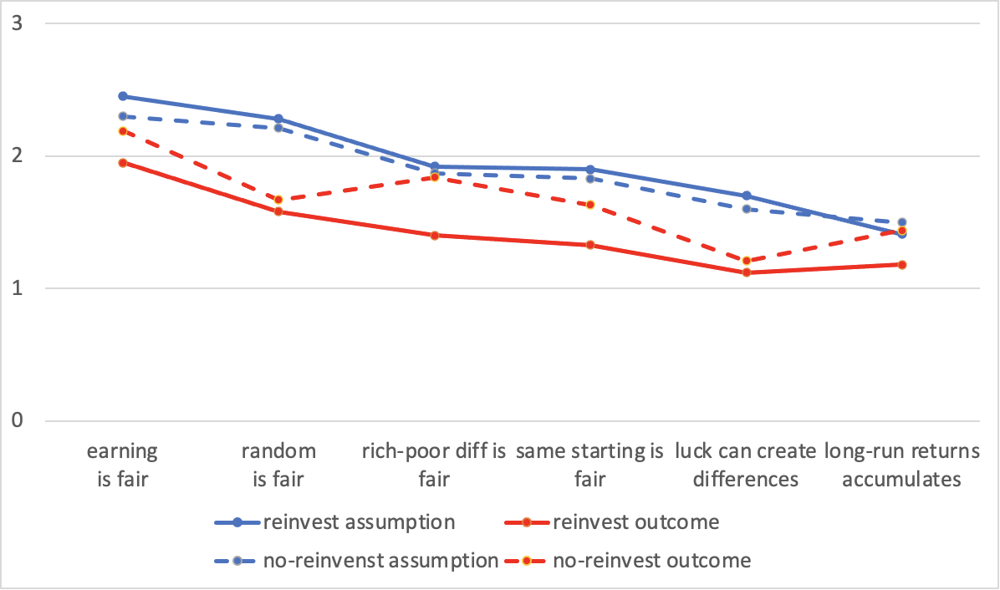 3
2
1
0
earning
is fair
random
is fair
rich-poor diff is
fair
same starting is
fair
luck can create
differences
long-run returns
accumulates
reinvest assumption
reinvest outcome
no-reinvenst assumption
no-reinvest outcome